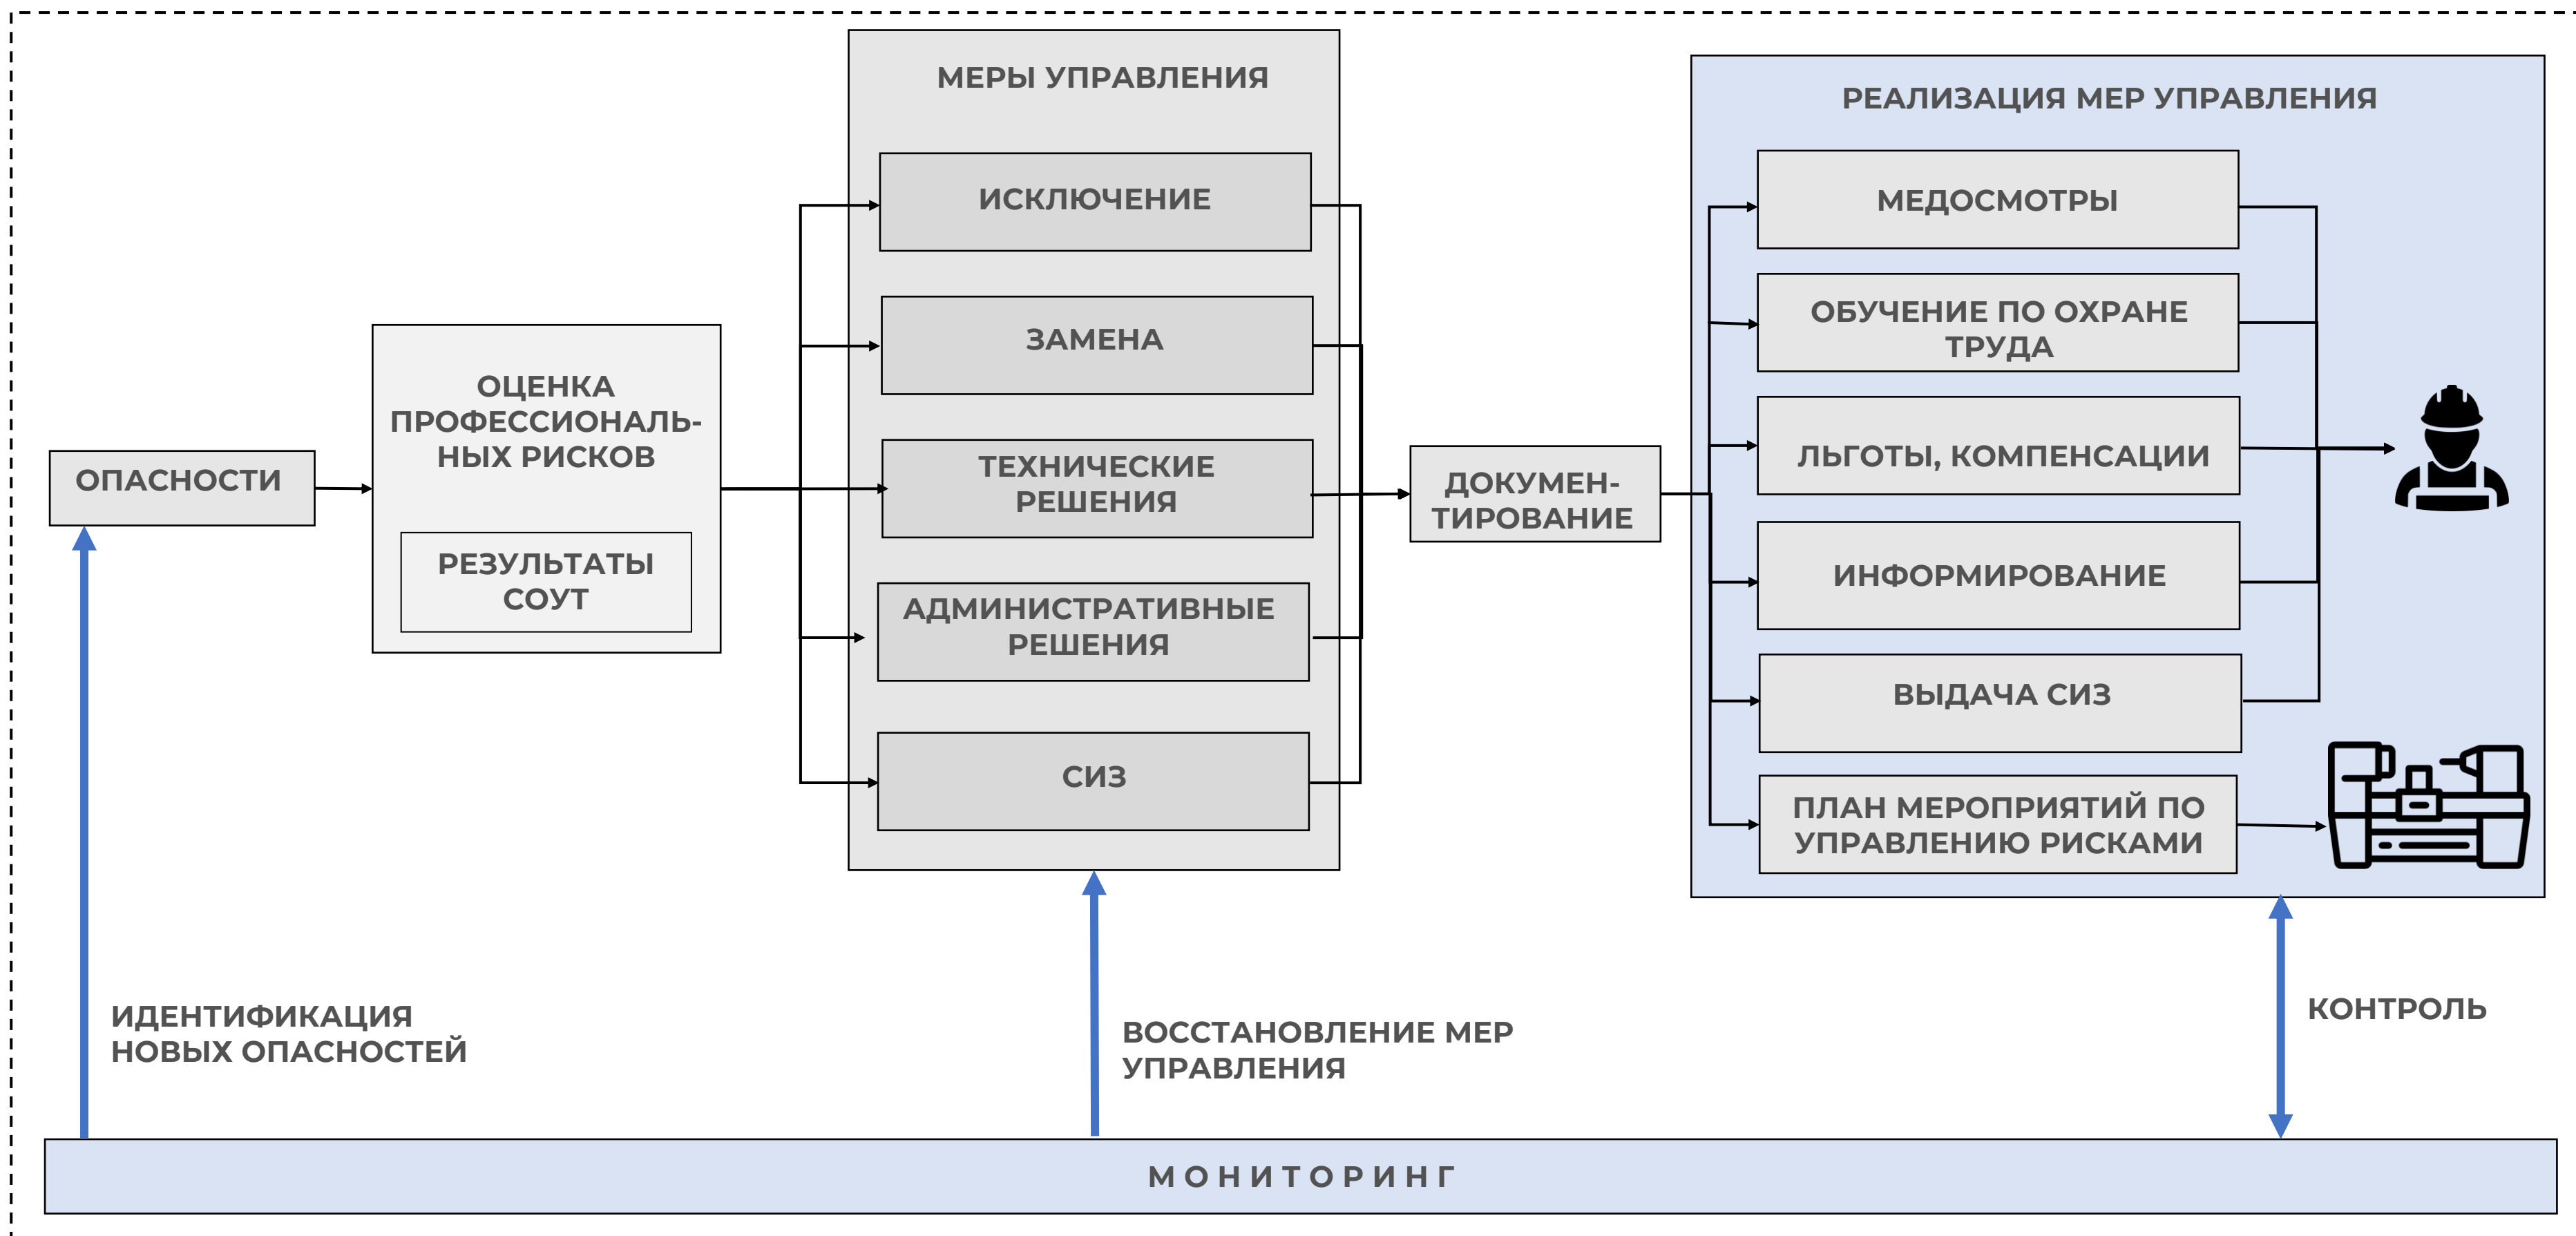 МЕРЫ УПРАВЛЕНИЯ
РЕАЛИЗАЦИЯ МЕР УПРАВЛЕНИЯ
ОПАСНОСТИ
ОЦЕНКА
ПРОФЕССИОНАЛЬ-
НЫХ РИСКОВ
РЕЗУЛЬТАТЫ
СОУТ
ИСКЛЮЧЕНИЕ
ЗАМЕНА
ТЕХНИЧЕСКИЕ
РЕШЕНИЯ
АДМИНИСТРАТИВНЫЕ
РЕШЕНИЯ
СИЗ
ДОКУМЕН-
ТИРОВАНИЕ
МЕДОСМОТРЫ
ОБУЧЕНИЕ ПО ОХРАНЕ
ТРУДА
ЛЬГОТЫ, КОМПЕНСАЦИИ
ИНФОРМИРОВАНИЕ
ВЫДАЧА СИЗ
ПЛАН МЕРОПРИЯТИЙ ПО
УПРАВЛЕНИЮ РИСКАМИ
ИДЕНТИФИКАЦИЯ
НОВЫХ ОПАСНОСТЕЙ
ВОССТАНОВЛЕНИЕ МЕР
УПРАВЛЕНИЯ
КОНТРОЛЬ
МОНИТОРИНГ